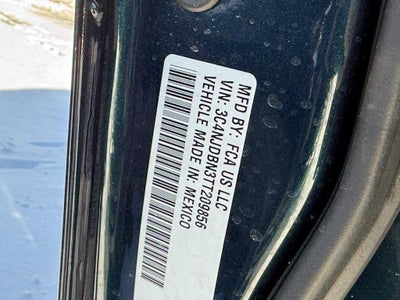 MFD BY: FCA US LLC
VIN: 3C4NJDBN3TT209856
VEHICLE MADE IN: MEXICO